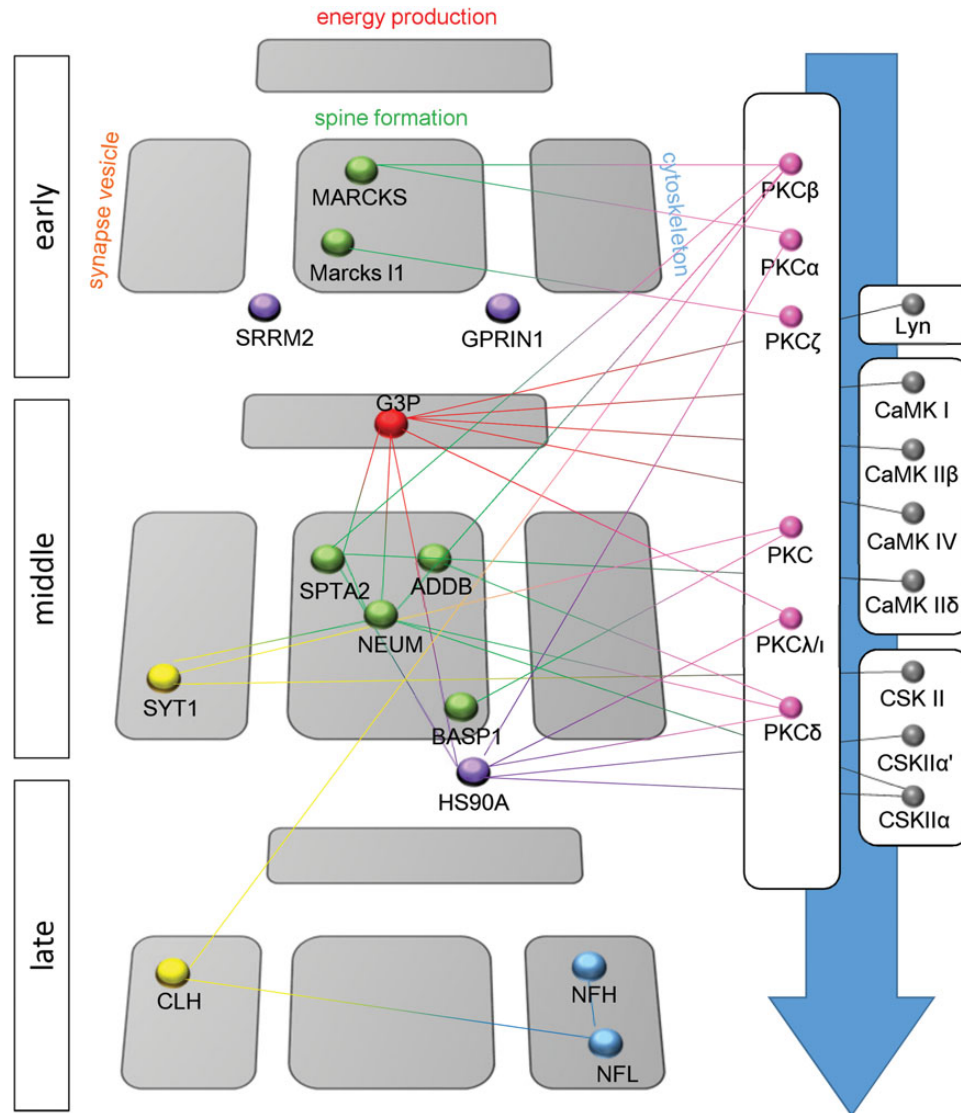 energy production
early
synapse vesicle
spine formation
cytoskeleton
MARCKS
Marcks l1
SRRM2
GPRIN1
PKCβ
PKCα
PKCζ
Lyn
middle
G3P
SPTA2
ADDB
NEUM
SYT1
BASP1
HS90A
PKC
PKCλ/ι
PKCδ
CaMK I
CaMK IIβ
CaMK IV
CaMK IIδ
CSK II
CSKIIα'
CSKIIα
late
CLH
NFH
NFL